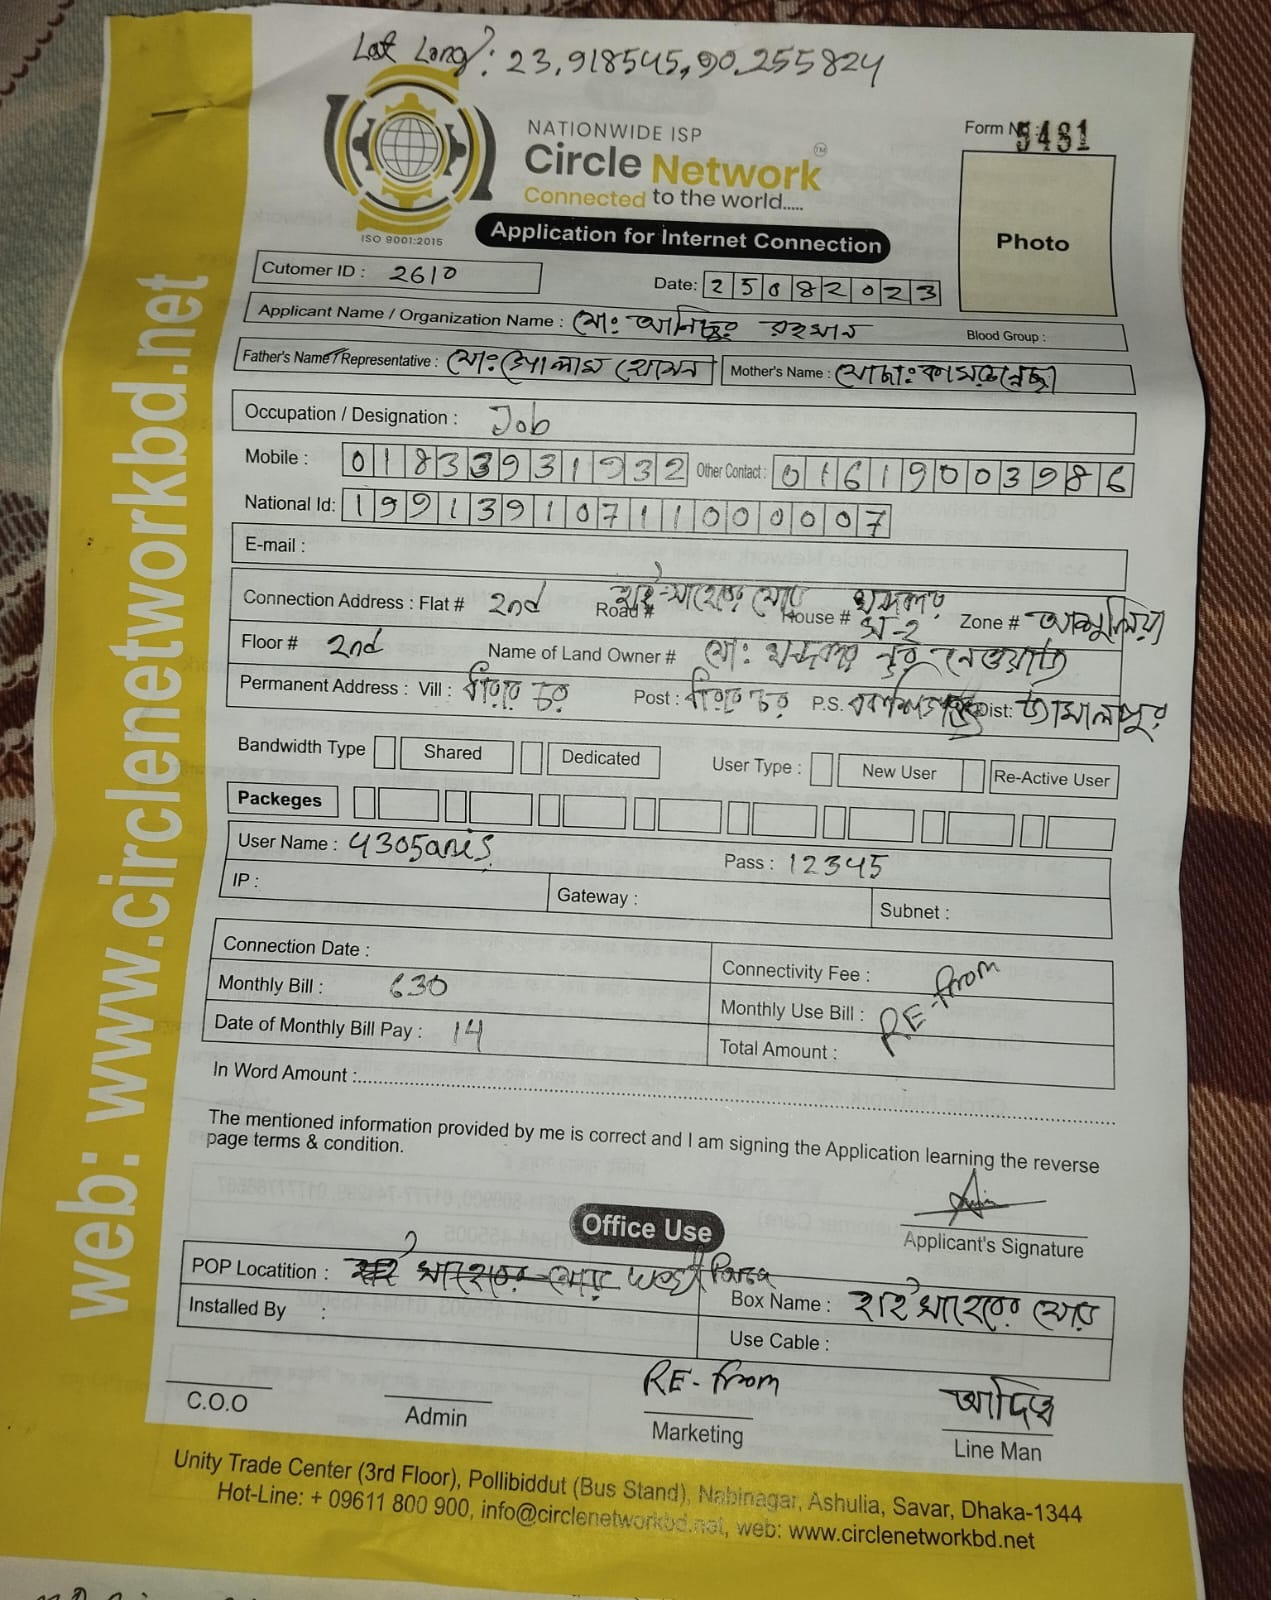 Lat Long: 23.918545,90.255824
NATIONWIDE ISP
Circle Network
TM
Connected to the world.....
ISO 9001:2015
Form No: 5431
Photo
Application for Internet Connection
Cutomer ID : 2610
Date: 25082023
Applicant Name / Organization Name : মোঃ আনিছুর রহমান
Blood Group :
Father's Name / Representative : মোঃ গোলাম হোসেন
Mother's Name : মোছাঃ
Occupation / Designation : Job
Mobile : 01833931932 Other Contact : 01619003986
National Id: 19913910711000007
E-mail :
Connection Address : Flat # 2nd Road # House # Zone #
Floor # 2nd Name of Land Owner # মোঃ খন্দকার নুরে
Permanent Address : Vill : Post : P.S. Dist: জামালপুর
Bandwidth Type Shared Dedicated User Type : New User Re-Active User
Packeges
User Name : 4305anis Pass : 12345
IP : Gateway : Subnet :
Connection Date : Connectivity Fee :
Monthly Bill : 630 Monthly Use Bill : RE-from
Date of Monthly Bill Pay : 14 Total Amount :
In Word Amount :
The mentioned information provided by me is correct and I am signing the Application learning the reverse
page terms & condition.
Applicant's Signature
Office Use
POP Locatition : West Para
Box Name : হাই সাহেবের মোড়
Installed By :
Use Cable :
RE-from
C.O.O Admin Marketing Line Man
Unity Trade Center (3rd Floor), Pollibiddut (Bus Stand), Nabinagar, Ashulia, Savar, Dhaka-1344
Hot-Line: + 09611 800 900, info@circlenetworkbd.net, web: www.circlenetworkbd.net
web: www.circlenetworkbd.net